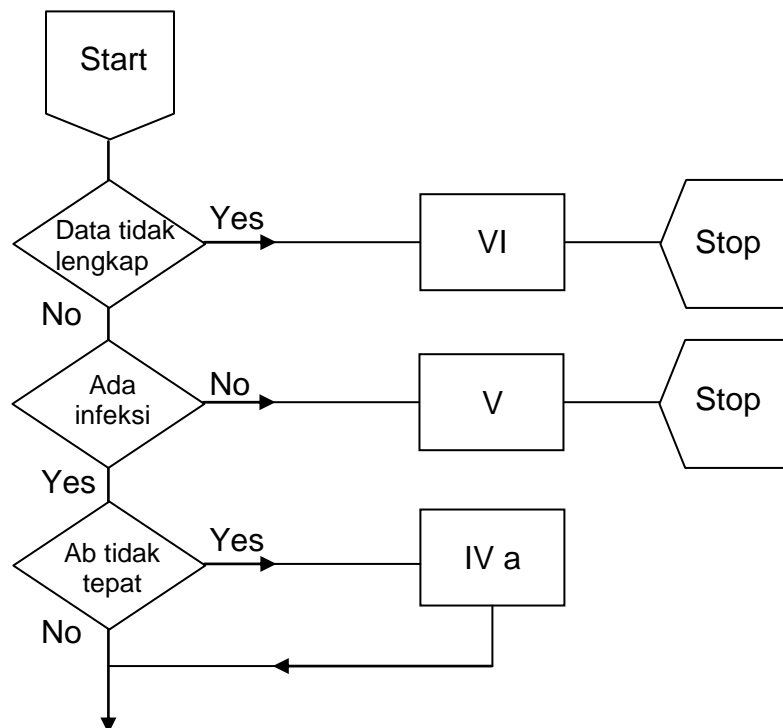 Start
Data tidak
lengkap
Yes
VI
Stop
No
Ada
infeksi
No
V
Stop
Yes
Ab tidak
tepat
Yes
IV a
No